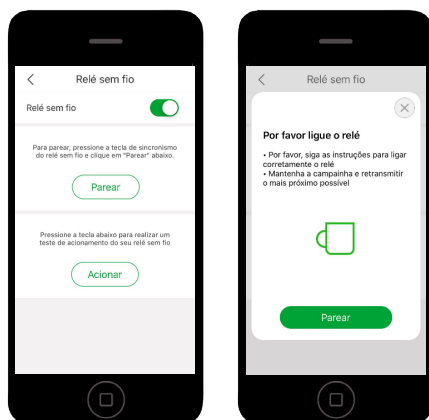 Relé sem fio
Relé sem fio
Para parear, pressione a tecla de sincronismo
do relé sem fio e clique em "Parear" abaixo.
Parear
Pressione a tecla abaixo para realizar um
teste de acionamento do seu relé sem fio
Acionar
Relé sem fio
Por favor ligue o relé
• Por favor, siga as instruções para ligar
corretamente o relé
• Mantenha a campainha e retransmitir
o mais próximo possível
Parear